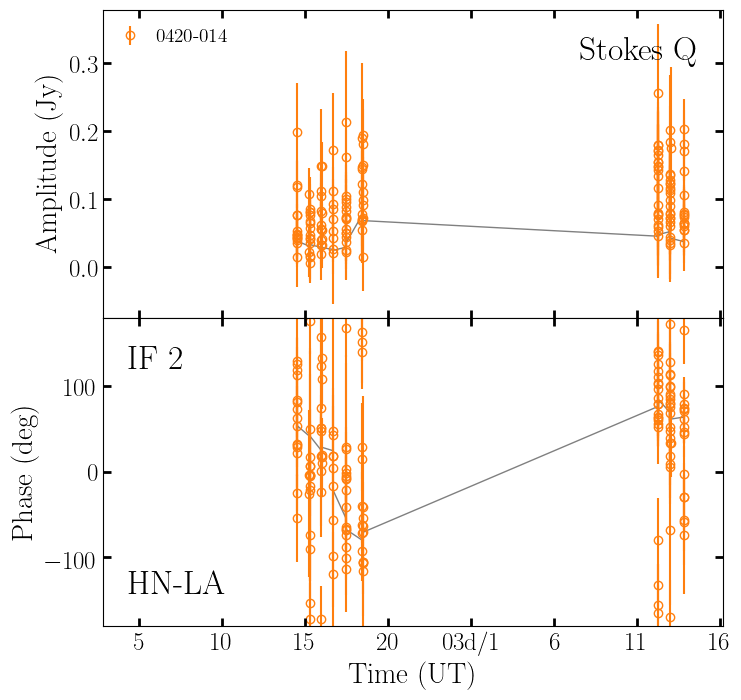 0420-014
Stokes Q
Amplitude (Jy)
0.3
0.2
0.1
0.0
IF 2
Phase (deg)
100
0
−100
HN-LA
5 10 15 20 03d/1 6 11 16
Time (UT)